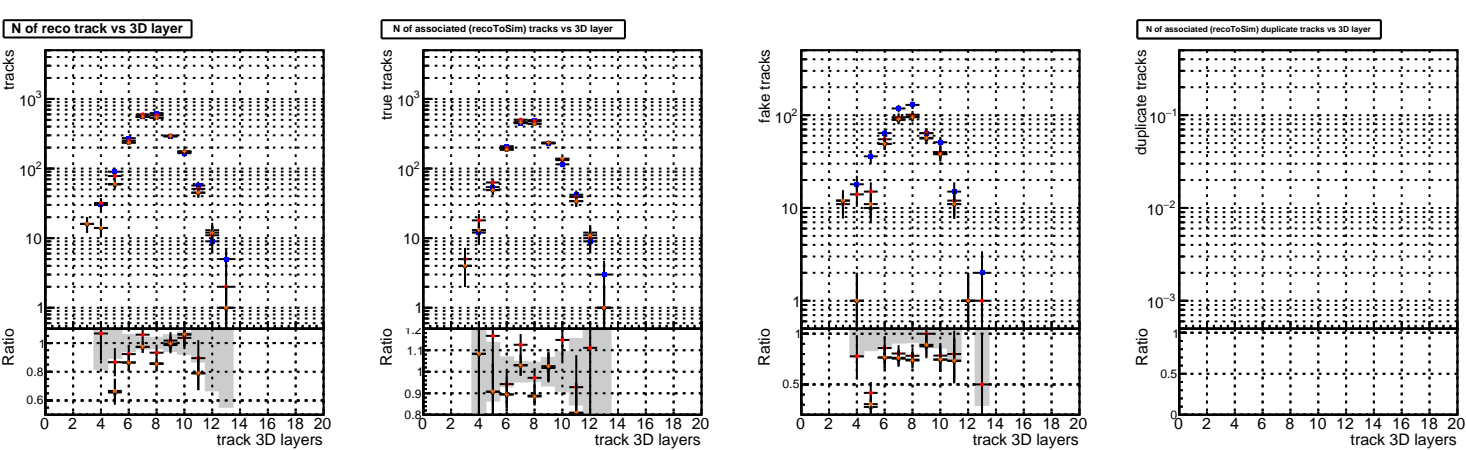 N of reco track vs 3D layer
tracks
10³
10²
10
1
Ratio
1
0.8
0.6
0 2 4 6 8 10 12 14 16 18 20
track 3D layers
N of associated (recoToSim) tracks vs 3D layer
true tracks
10³
10²
10
1
Ratio
1.2
1.1
1
0.9
0.8
0 2 4 6 8 10 12 14 16 18 20
track 3D layers
fake tracks
10²
10
1
Ratio
1
0.5
0 2 4 6 8 10 12 14 16 18 20
track 3D layers
N of associated (recoToSim) duplicate tracks vs 3D layer
duplicate tracks
10⁻¹
10⁻²
10⁻³
Ratio
1
0.5
0
0 2 4 6 8 10 12 14 16 18 20
track 3D layers